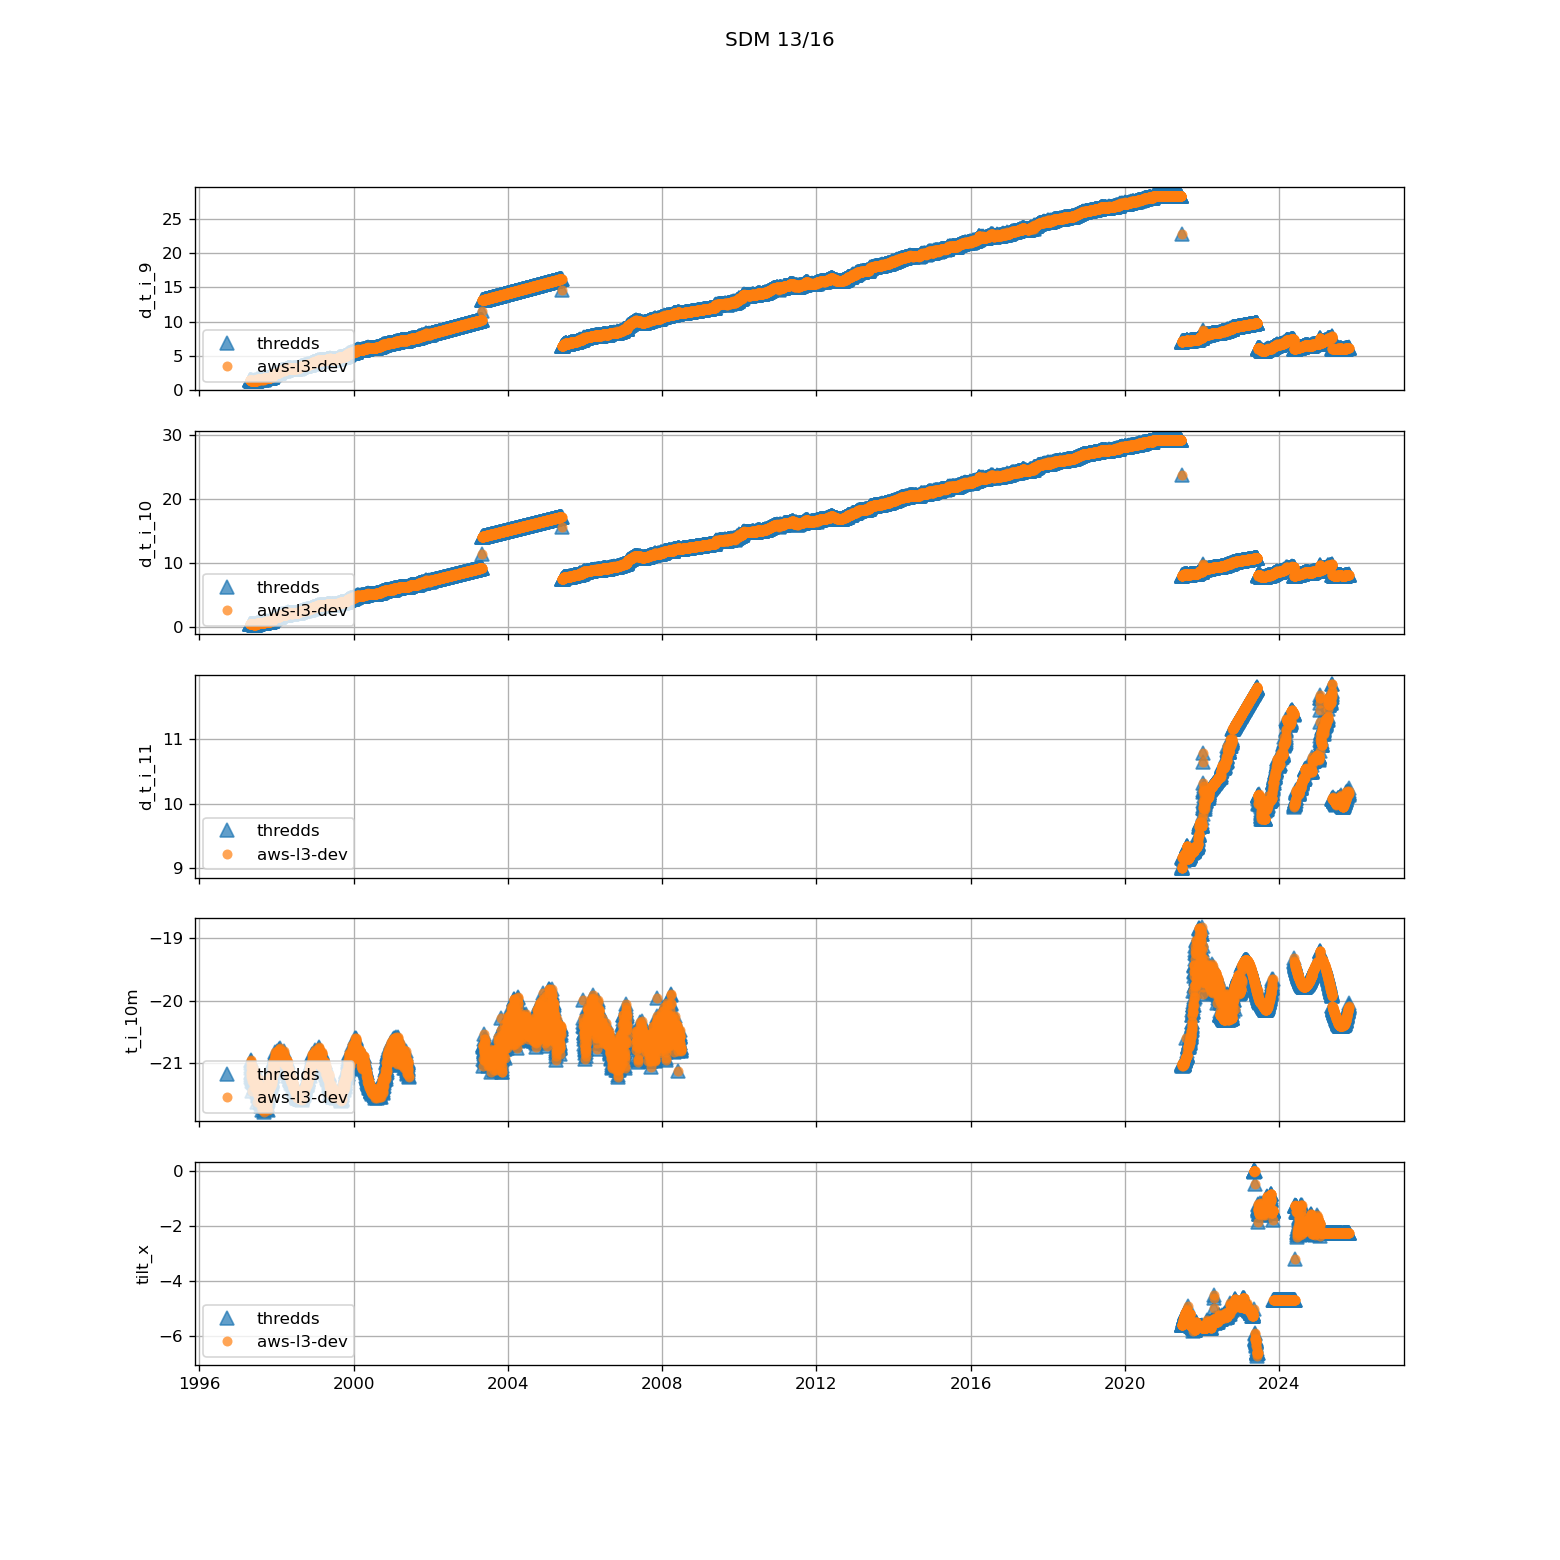 SDM 13/16
25
20
15
10
5
0
d_t_i_9
thredds
aws-l3-dev
30
20
10
0
d_t_i_10
thredds
aws-l3-dev
11
10
9
d_t_i_11
thredds
aws-l3-dev
−19
−20
−21
t_i_10m
thredds
aws-l3-dev
0
−2
−4
−6
tilt_x
thredds
aws-l3-dev
1996 2000 2004 2008 2012 2016 2020 2024